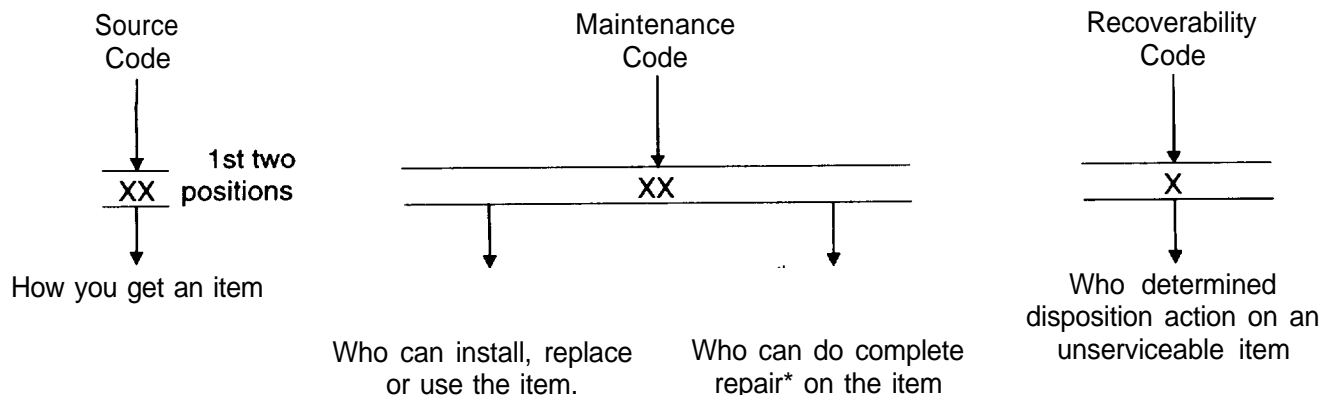 Source
Code
Maintenance
Code
Recoverability
Code
1st two
positions
XX
XX
X
How you get an item
Who can install, replace
or use the item.
Who can do complete
repair* on the item
Who determined
disposition action on an
unserviceable item